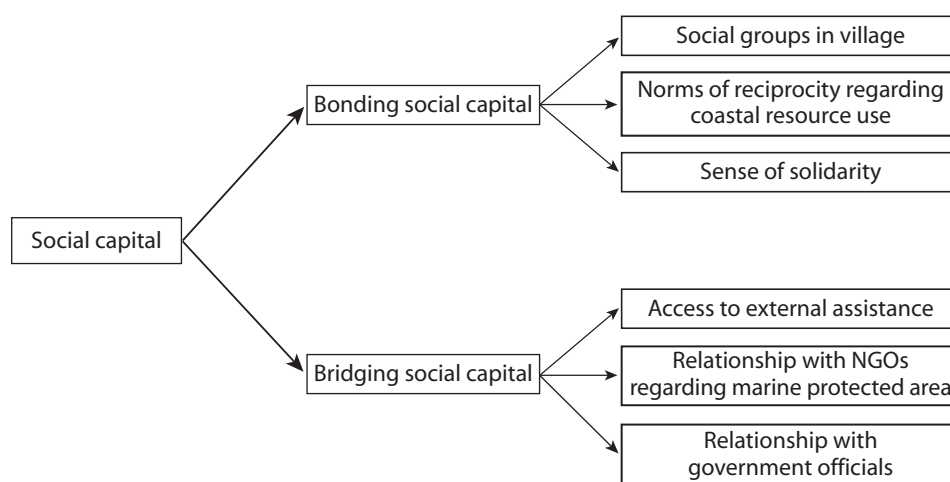 Social groups in village
Bonding social capital
Norms of reciprocity regarding
coastal resource use
Sense of solidarity
Social capital
Access to external assistance
Bridging social capital
Relationship with NGOs
regarding marine protected area
Relationship with
government officials